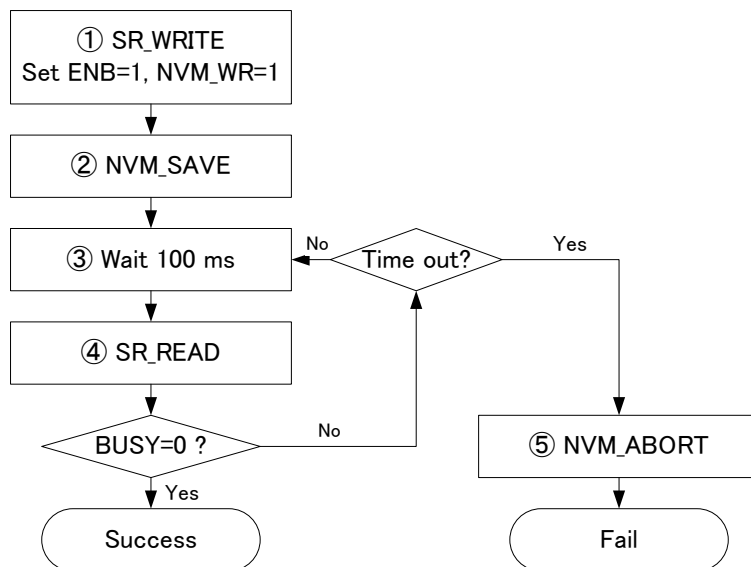 ① SR_WRITE
Set ENB=1, NVM_WR=1
② NVM_SAVE
③ Wait 100 ms
No
Time out?
Yes
④ SR_READ
BUSY=0 ?
No
⑤ NVM_ABORT
Yes
Success
Fail